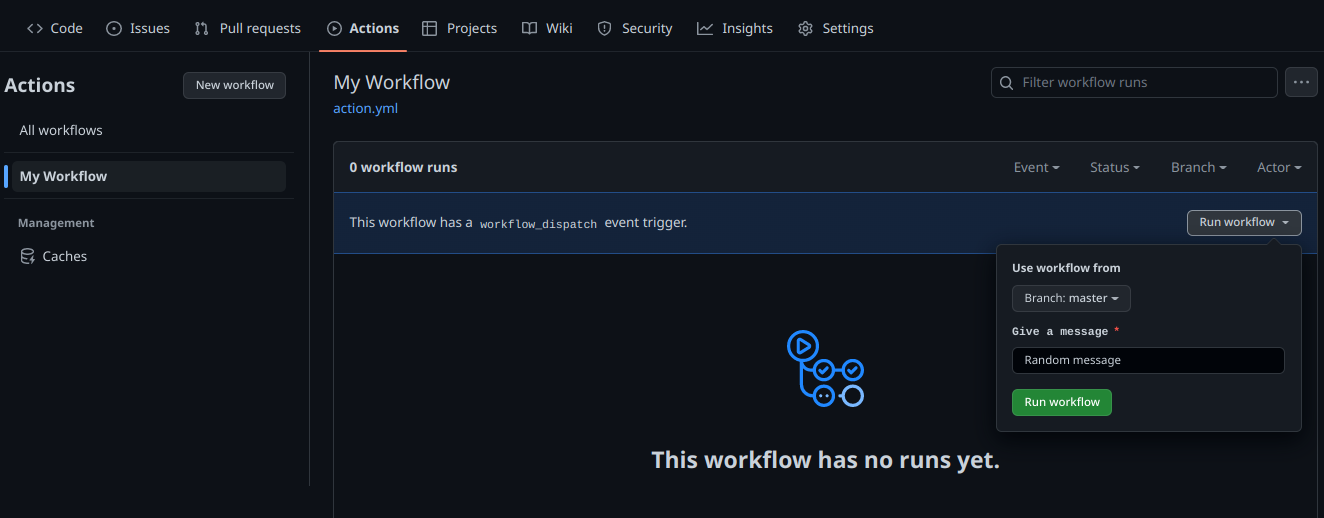 Code Issues Pull requests Actions Projects Wiki Security Insights Settings
Actions
New workflow
All workflows
My Workflow
Management
Caches
My Workflow
action.yml
Filter workflow runs
0 workflow runs
Event Status Branch Actor
This workflow has a workflow_dispatch event trigger.
Run workflow
Use workflow from
Branch: master
Give a message *
Random message
Run workflow
This workflow has no runs yet.